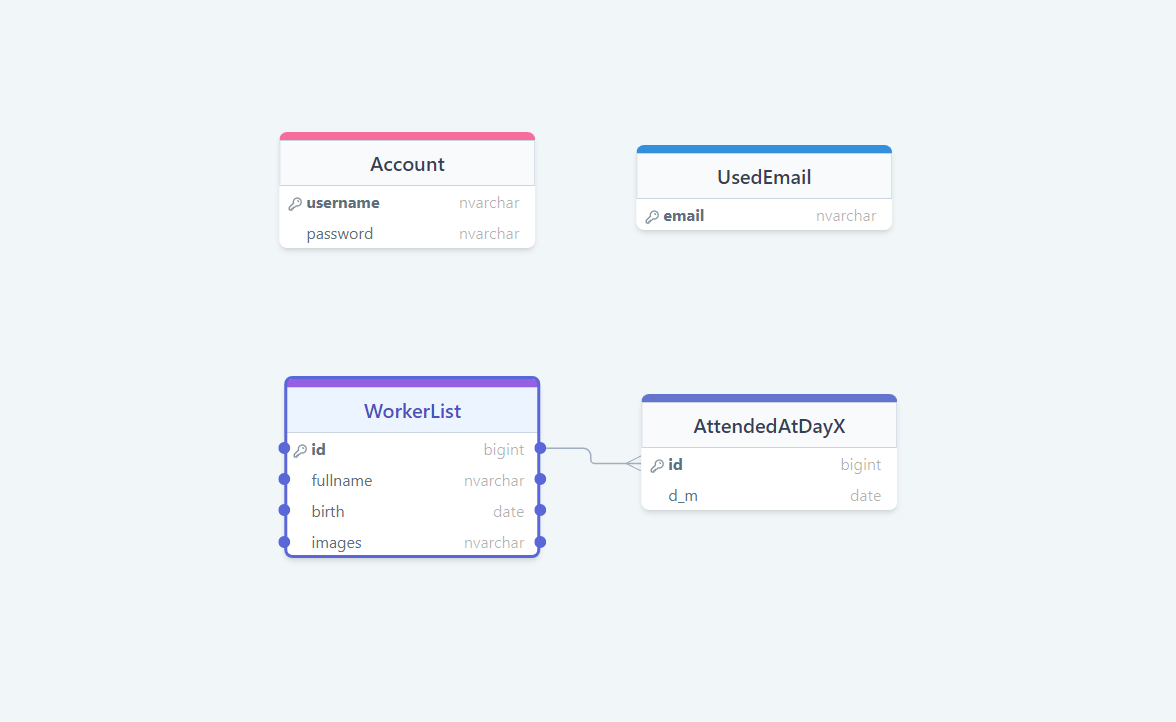 Account
username nvarchar
password nvarchar
UsedEmail
email nvarchar
WorkerList
id bigint
fullname nvarchar
birth date
images nvarchar
AttendedAtDayX
id bigint
d_m date